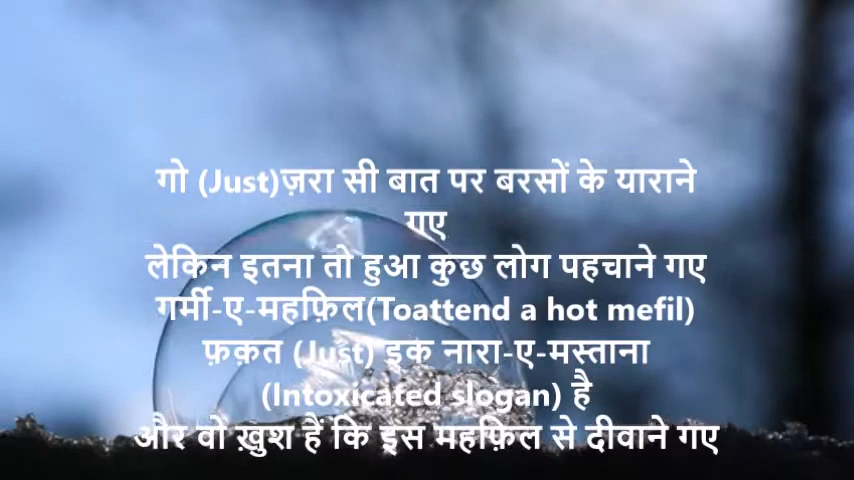 गो (Just)ज़रा सी बात पर बरसों के याराने
गए
लेकिन इतना तो हुआ कुछ लोग पहचाने गए
गर्मी-ए-महफ़िल(Toattend a hot mefil)
फ़क़त (Just) इक नारा-ए-मस्ताना
(Intoxicated slogan) है
और वो ख़ुश हैं कि इस महफ़िल से दीवाने गए